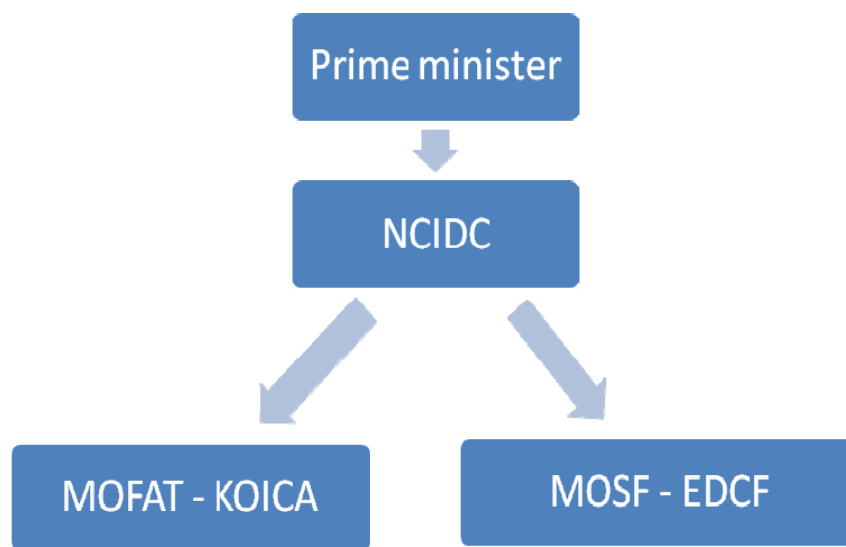 Prime minister
NCIDC
MOFAT - KOICA
MOSF - EDCF